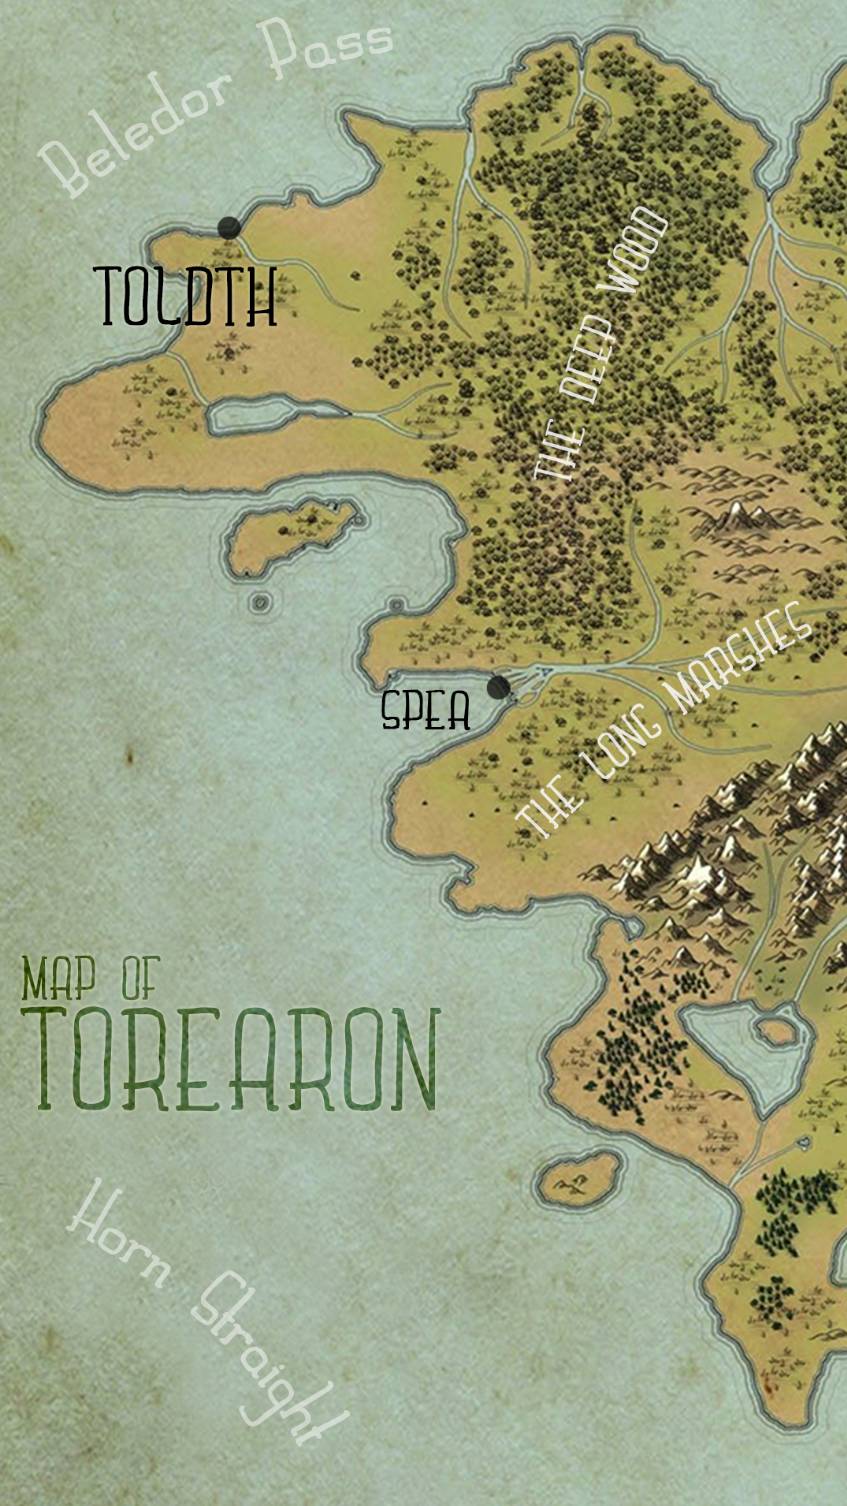 Beledor Pass
TOLDTH
THE DEEP WOOD
SPEA
THE LONG MARSHES
MAP OF
TOREARON
Horn Straight